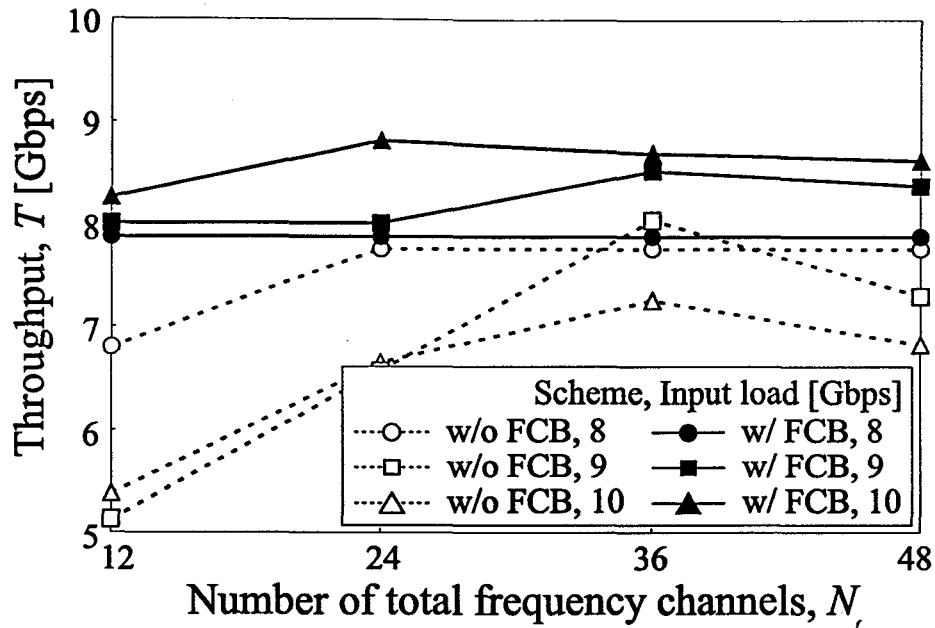 10
9
8
7
6
5
Throughput, T [Gbps]
Scheme, Input load [Gbps]
w/o FCB, 8
w/ FCB, 8
w/o FCB, 9
w/ FCB, 9
w/o FCB, 10
w/ FCB, 10
12 24 36 48
Number of total frequency channels, N